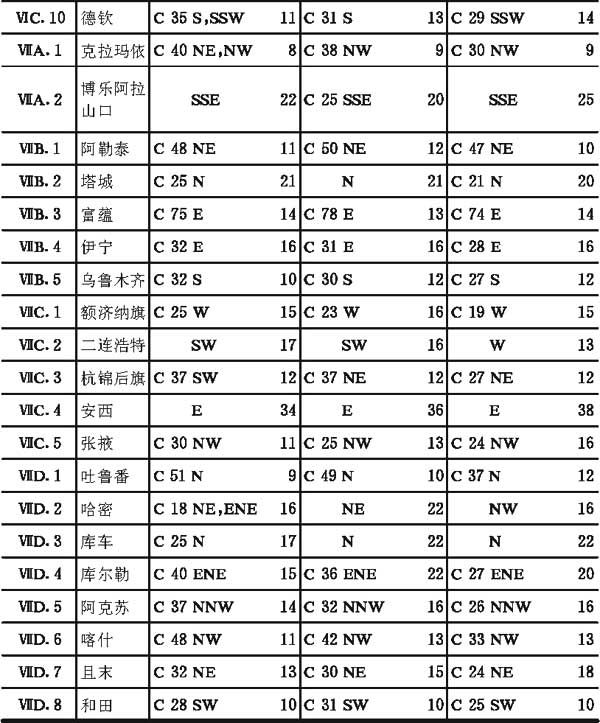 ⅥC. 10 德钦 C 35 S,SSW 11 C 31 S 13 C 29 SSW 14
ⅦA. 1 克拉玛依 C 40 NE,NW 8 C 38 NW 9 C 30 NW 9
ⅦA. 2 博乐阿拉山口 SSE 22 C 25 SSE 20 SSE 25
ⅦB. 1 阿勒泰 C 48 NE 11 C 50 NE 12 C 47 NE 10
ⅦB. 2 塔城 C 25 N 21 N 21 C 21 N 20
ⅦB. 3 富蕴 C 75 E 14 C 78 E 13 C 74 E 14
ⅦB. 4 伊宁 C 32 E 16 C 31 E 16 C 28 E 16
ⅦB. 5 乌鲁木齐 C 32 S 10 C 30 S 12 C 27 S 12
ⅦC. 1 额济纳旗 C 25 W 15 C 23 W 16 C 19 W 15
ⅦC. 2 二连浩特 SW 17 SW 16 W 13
ⅦC. 3 杭锦后旗 C 37 SW 12 C 37 NE 12 C 27 NE 12
ⅦC. 4 安西 E 34 E 36 E 38
ⅦC. 5 张掖 C 30 NW 11 C 25 NW 13 C 24 NW 16
ⅦD. 1 吐鲁番 C 51 N 9 C 49 N 10 C 37 N 12
ⅦD. 2 哈密 C 18 NE,ENE 16 NE 22 NW 16
ⅦD. 3 库车 C 25 N 17 N 22 N 22
ⅦD. 4 库尔勒 C 40 ENE 15 C 36 ENE 22 C 27 ENE 20
ⅦD. 5 阿克苏 C 37 NNW 14 C 32 NNW 16 C 26 NNW 16
ⅦD. 6 喀什 C 48 NW 11 C 42 NW 13 C 33 NW 13
ⅦD. 7 且末 C 32 NE 13 C 30 NE 15 C 24 NE 18
ⅦD. 8 和田 C 28 SW 10 C 31 SW 10 C 25 SW 10